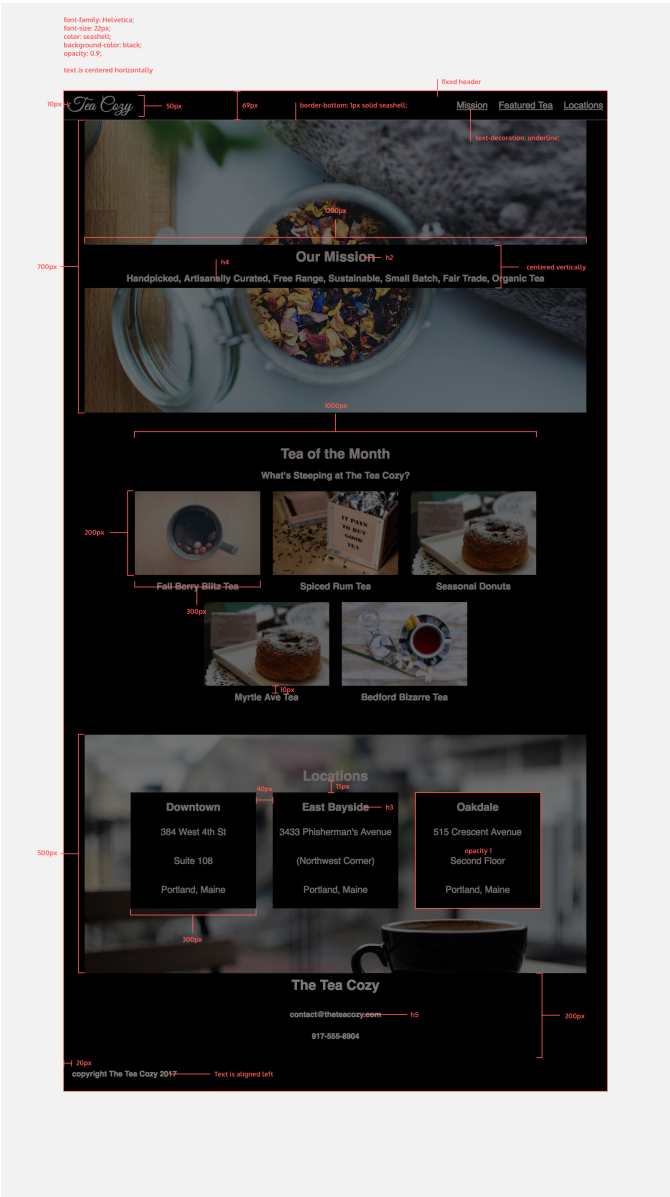 font-family: Helvetica;
font-size: 22px;
color: seashell;
background-color: black;
opacity: 0.9;
text is centered horizontally
fixed header
10px
Tea Cozy
50px
69px
border-bottom: 1px solid seashell;
Mission
Featured Tea
Locations
text-decoration: underline;
1200px
700px
h4
Our Mission
h2
centered vertically
Handpicked, Artisanally Curated, Free Range, Sustainable, Small Batch, Fair Trade, Organic Tea
1000px
Tea of the Month
What's Steeping at The Tea Cozy?
200px
IT PAYS
TO BUY
GOOD
TEA
Fall Berry Blitz Tea
Spiced Rum Tea
Seasonal Donuts
300px
10px
Myrtle Ave Tea
Bedford Bizarre Tea
Locations
40px
15px
Downtown
East Bayside
h3
Oakdale
384 West 4th St
3433 Phisherman's Avenue
515 Crescent Avenue
500px
opacity 1
Suite 108
(Northwest Corner)
Second Floor
Portland, Maine
Portland, Maine
Portland, Maine
300px
The Tea Cozy
contact@theteacozy.com
h5
200px
917-555-8904
20px
copyright The Tea Cozy 2017
Text is aligned left